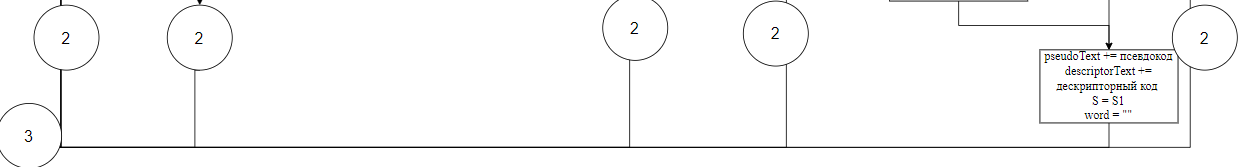 2
2
2
2
2
pseudoText += псевдокод
descriptorText +=
дескрипторный код
S = S1
word = ""
3